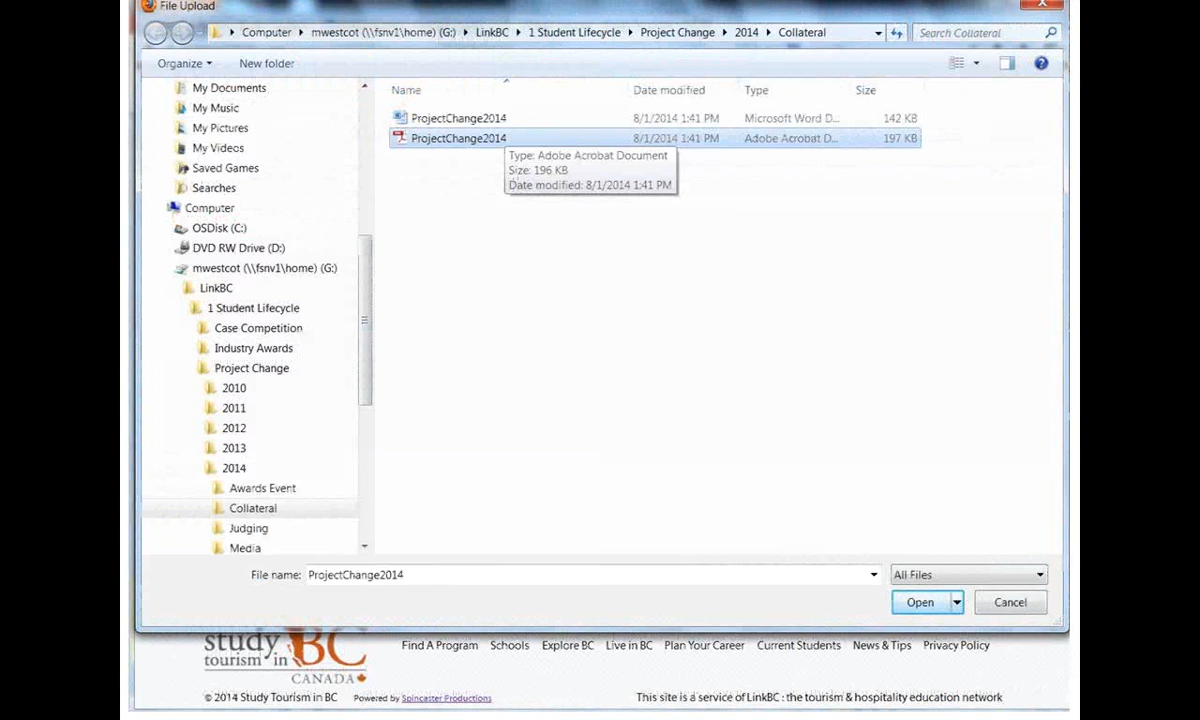 File Upload
Computer mwestcot (\\fsnv1\home) (G:) LinkBC 1 Student Lifecycle Project Change 2014 Collateral Search Collateral
Organize New folder
Name Date modified Type Size
ProjectChange2014 8/1/2014 1:41 PM Microsoft Word D... 142 KB
ProjectChange2014 8/1/2014 1:41 PM Adobe Acrobat D... 197 KB
Type: Adobe Acrobat Document
Size: 196 KB
Date modified: 8/1/2014 1:41 PM
My Documents
My Music
My Pictures
My Videos
Saved Games
Searches
Computer
OSDisk (C:)
DVD RW Drive (D:)
mwestcot (\\fsnv1\home) (G:)
LinkBC
1 Student Lifecycle
Case Competition
Industry Awards
Project Change
2010
2011
2012
2013
2014
Awards Event
Collateral
Judging
Media
File name: ProjectChange2014 All Files
Open Cancel
study
tourism in BC
CANADA
Find A Program Schools Explore BC Live in BC Plan Your Career Current Students News & Tips Privacy Policy
© 2014 Study Tourism in BC Powered by Spincaster Productions This site is a service of LinkBC : the tourism & hospitality education network